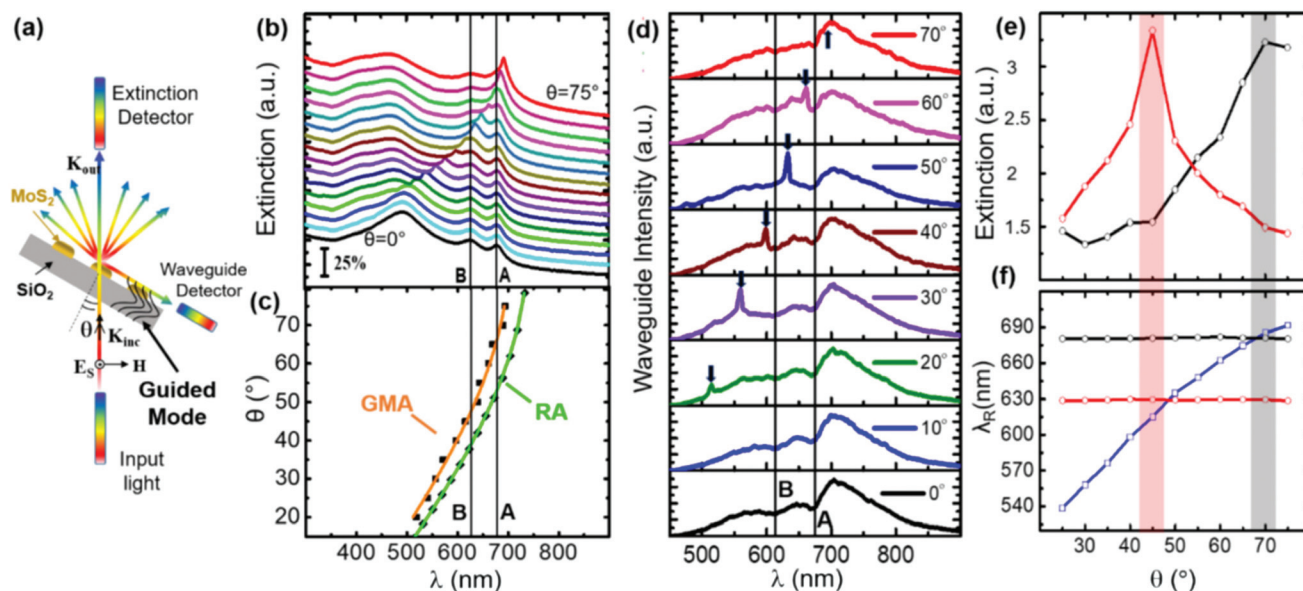 (a)
Extinction
Detector
K_out
MoS₂
SiO₂
Waveguide
Detector
θ
K_inc
E_S
H
Guided
Mode
Input
light
(b)
Extinction (a.u.)
θ=75°
θ=0°
25%
B
A
(c)
θ (°)
70
60
50
40
30
20
GMA
RA
B
A
400 500 600 700 800
λ (nm)
(d)
Waveguide Intensity (a.u.)
70°
60°
50°
40°
30°
20°
10°
0°
B
A
500 600 700 800
λ (nm)
(e)
Extinction (a.u.)
3
2.5
2
1.5
(f)
λ_R(nm)
690
660
630
600
570
540
30 40 50 60 70
θ (°)